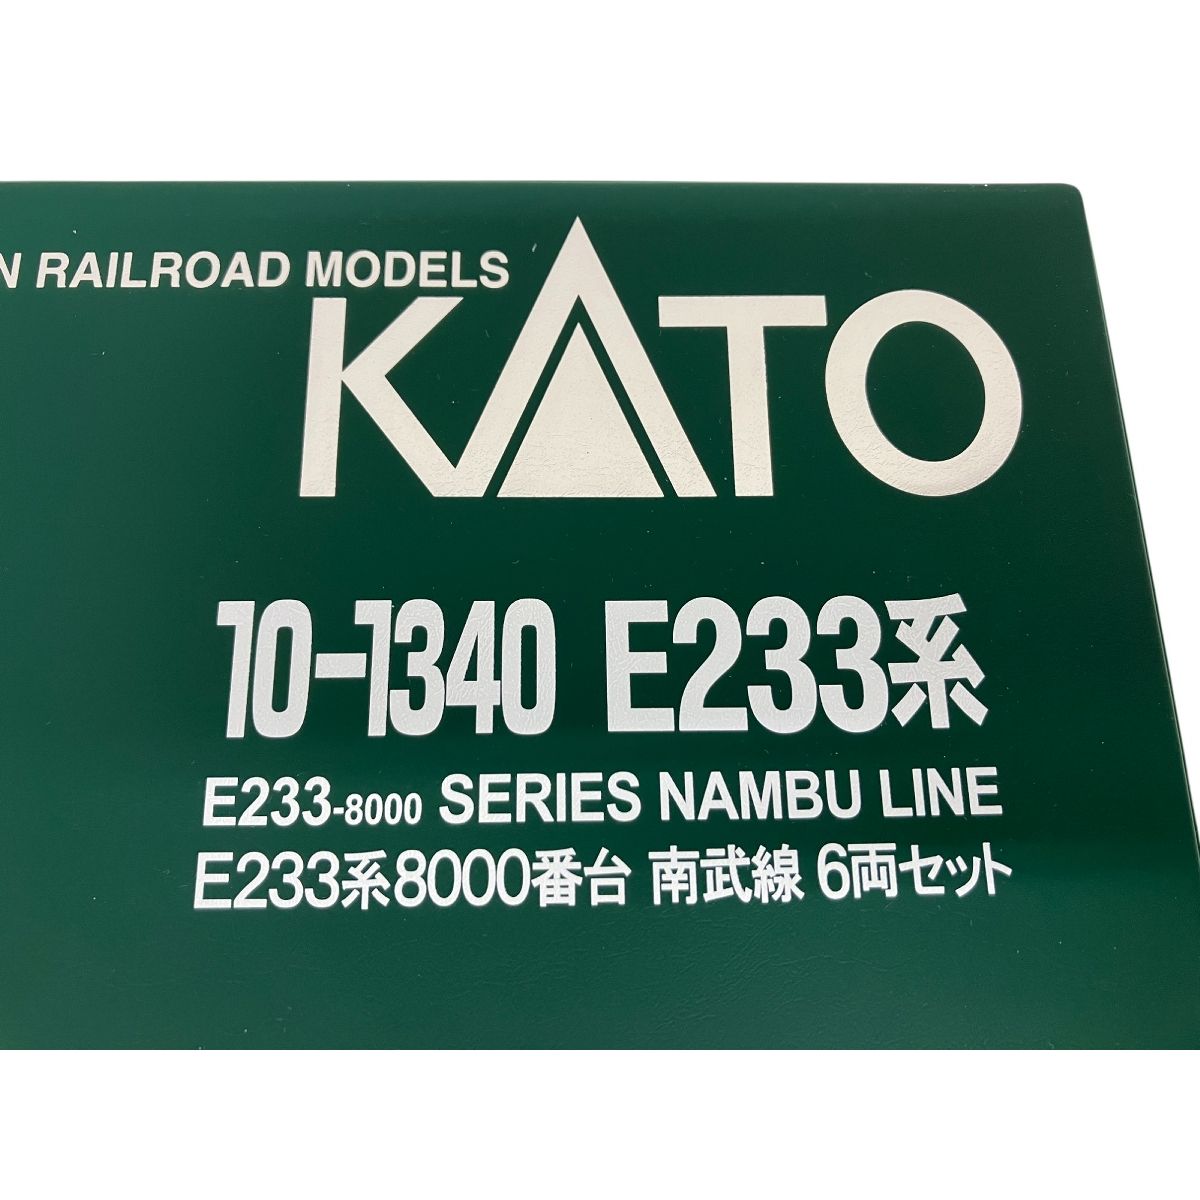 N RAILROAD MODELS
KATO
10-1340 E233系
E233-8000 SERIES NAMBU LINE
E233系8000番台 南武線 6両セット